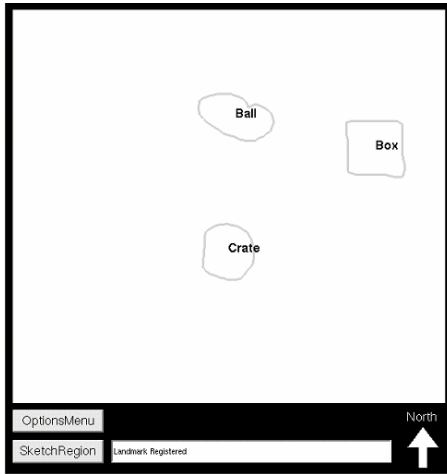 Ball
Box
Crate
OptionsMenu
North
SketchRegion
Landmark Registered